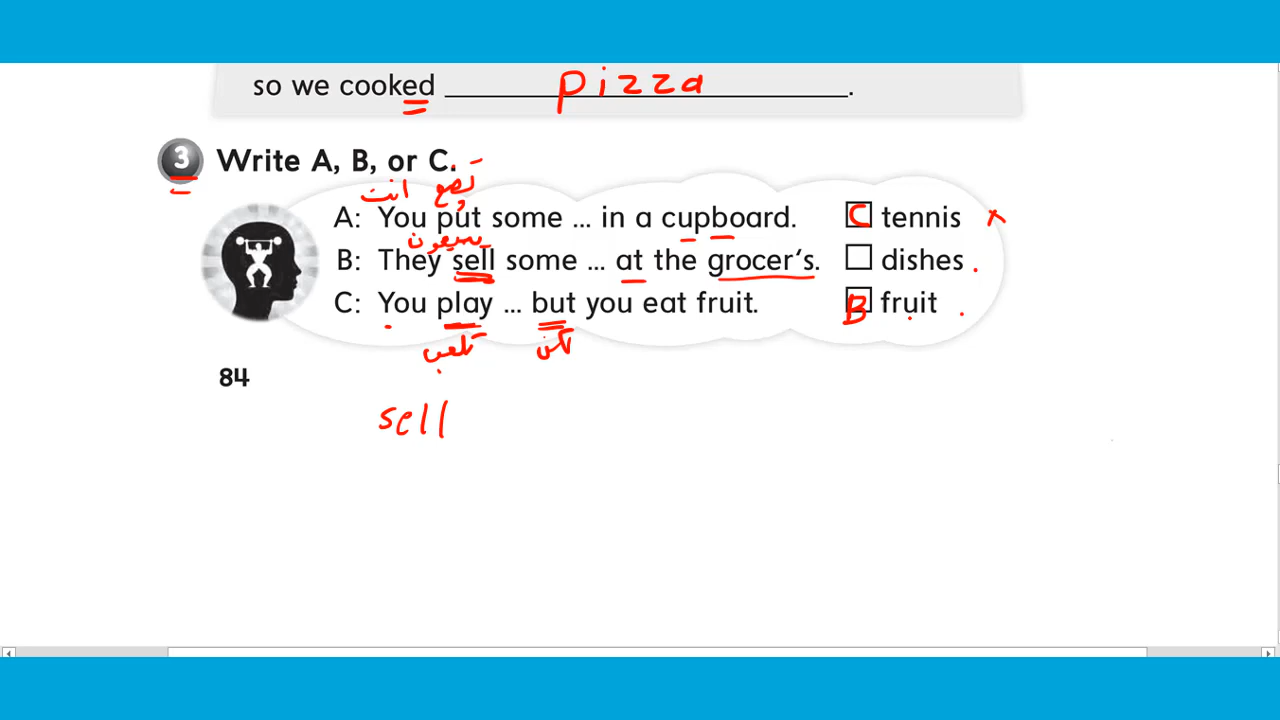 so we cooked pizza.
3 Write A, B, or C.
انت تضع
A: You put some ... in a cupboard. C tennis x
يبيعون
B: They sell some ... at the grocer's. dishes
C: You play ... but you eat fruit. B fruit
تلعب لكن
84
sell